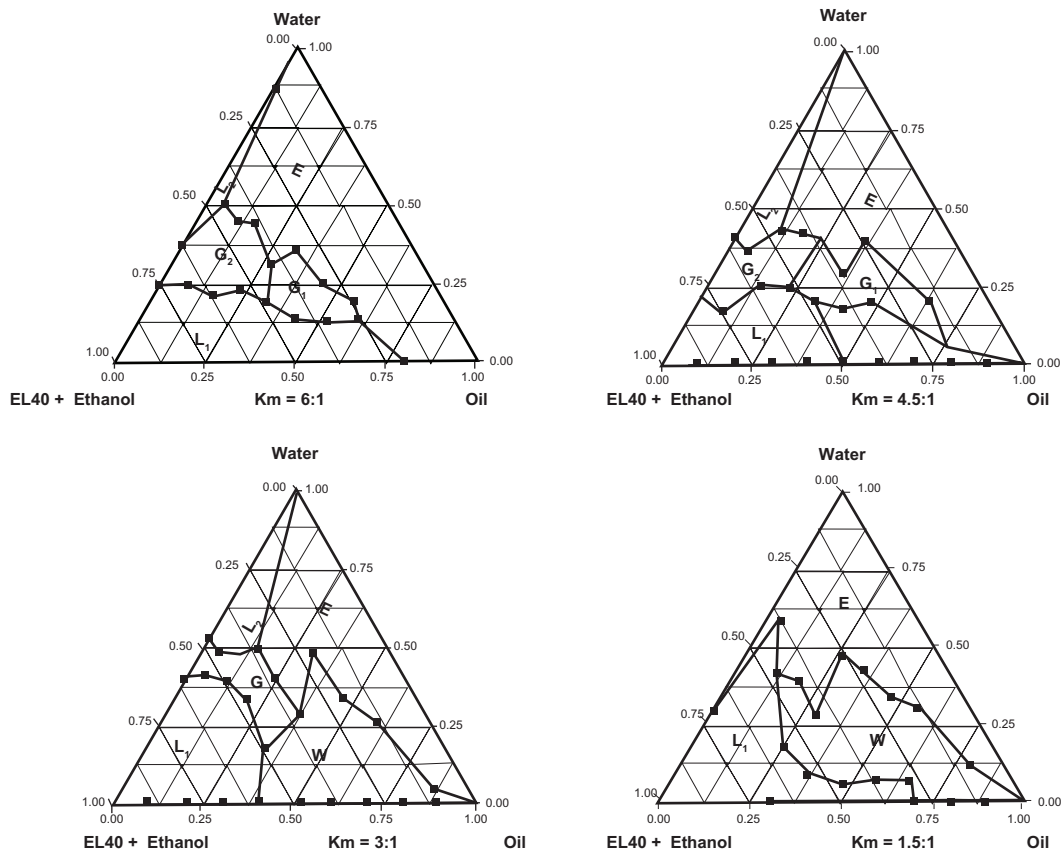 Water
0.00 1.00
0.25 0.75
E
L2
0.50 0.50
G2
0.75 0.25
G1
L1
1.00 0.00
0.00 0.25 0.50 0.75 1.00
EL40 + Ethanol Km = 6:1 Oil
Water
0.00 1.00
0.25 0.75
E
0.50 0.50
L2
G2
G1
0.75 0.25
L1
1.00 0.00
0.00 0.25 0.50 0.75 1.00
EL40 + Ethanol Km = 4.5:1 Oil
Water
0.00 1.00
0.25 0.75
E
L2
0.50 0.50
G
0.75 0.25
L1 W
1.00 0.00
0.00 0.25 0.50 0.75 1.00
EL40 + Ethanol Km = 3:1 Oil
Water
0.00 1.00
0.25 0.75
E
0.50 0.50
0.75 0.25
L1 W
1.00 0.00
0.00 0.25 0.50 0.75 1.00
EL40 + Ethanol Km = 1.5:1 Oil